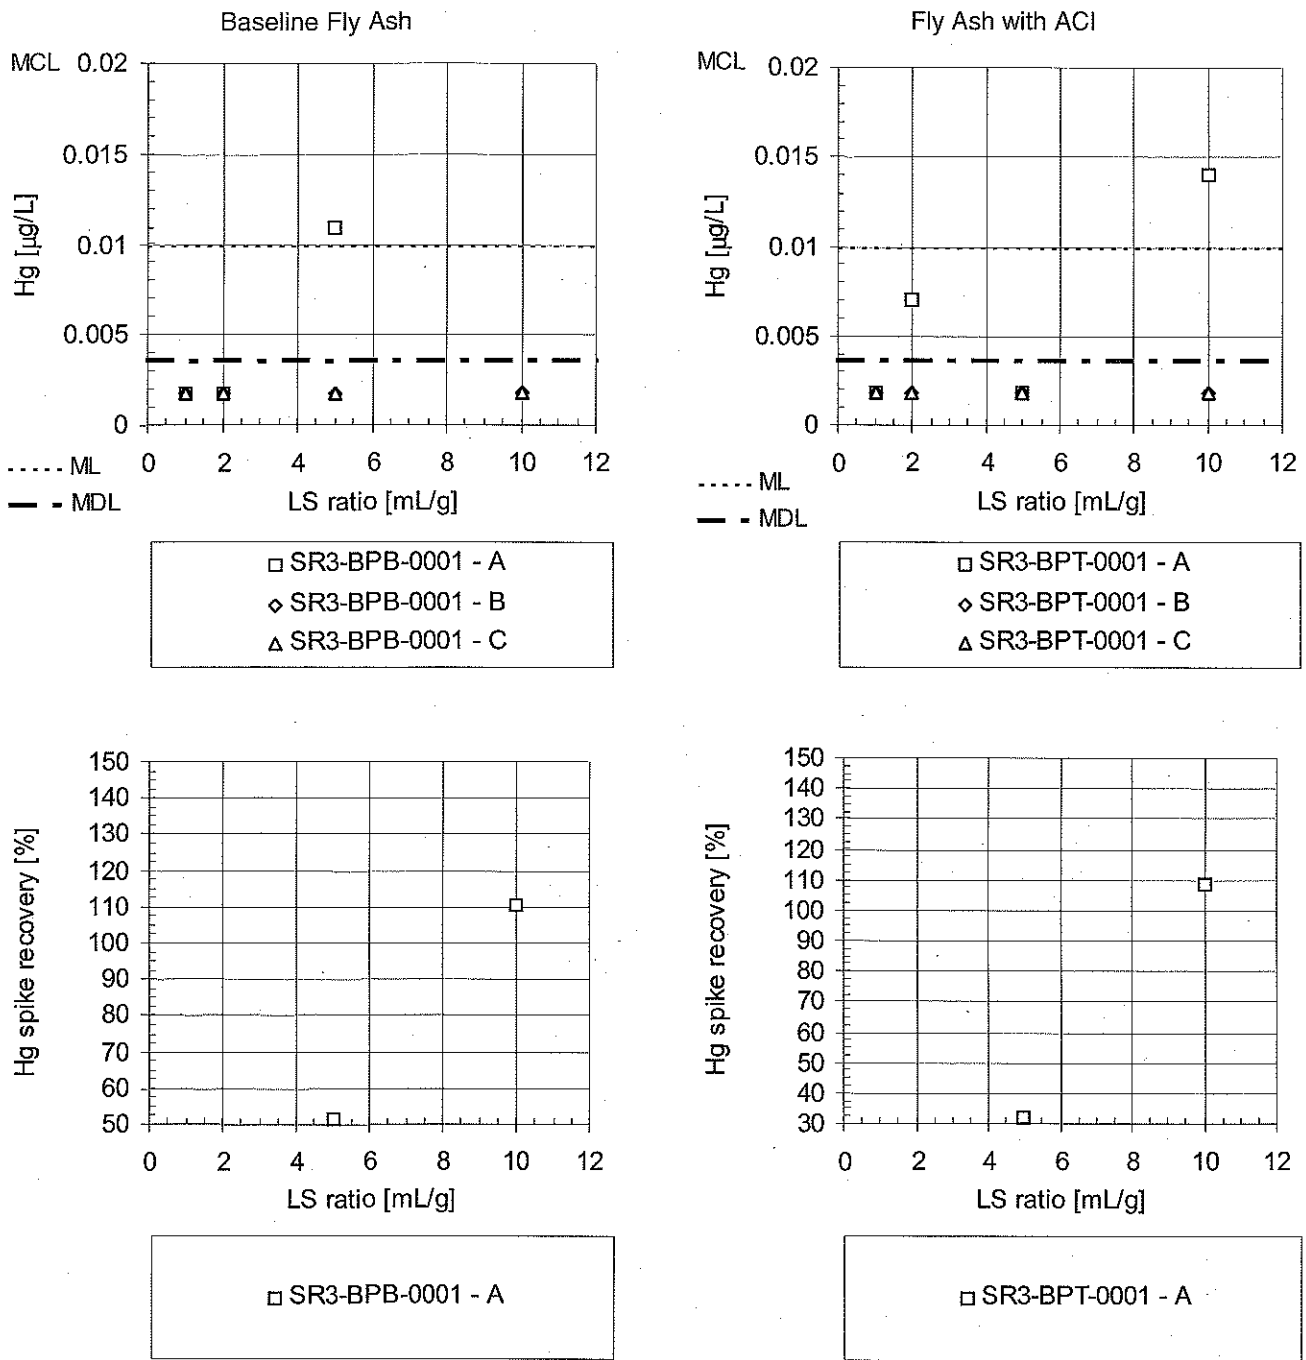 Baseline Fly Ash
MCL 0.02
0.015
0.01
0.005
0
Hg [µg/L]
0 2 4 6 8 10 12
LS ratio [mL/g]
ML
MDL
SR3-BPB-0001 - A
SR3-BPB-0001 - B
SR3-BPB-0001 - C
Fly Ash with ACI
MCL 0.02
0.015
0.01
0.005
0
Hg [µg/L]
0 2 4 6 8 10 12
LS ratio [mL/g]
ML
MDL
SR3-BPT-0001 - A
SR3-BPT-0001 - B
SR3-BPT-0001 - C
150
140
130
120
110
100
90
80
70
60
50
Hg spike recovery [%]
0 2 4 6 8 10 12
LS ratio [mL/g]
SR3-BPB-0001 - A
150
140
130
120
110
100
90
80
70
60
50
40
30
Hg spike recovery [%]
0 2 4 6 8 10 12
LS ratio [mL/g]
SR3-BPT-0001 - A